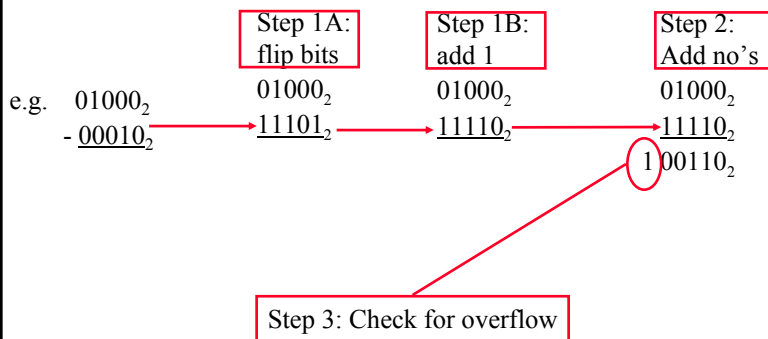 Step 1A:
flip bits
Step 1B:
add 1
Step 2:
Add no's
e.g. 01000₂
- 00010₂
01000₂
11101₂
01000₂
11110₂
01000₂
11110₂
1 00110₂
Step 3: Check for overflow